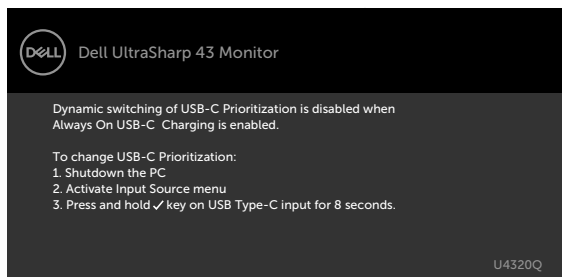 DELL
Dell UltraSharp 43 Monitor
Dynamic switching of USB-C Prioritization is disabled when
Always On USB-C Charging is enabled.
To change USB-C Prioritization:
1. Shutdown the PC
2. Activate Input Source menu
3. Press and hold ✓ key on USB Type-C input for 8 seconds.
U4320Q